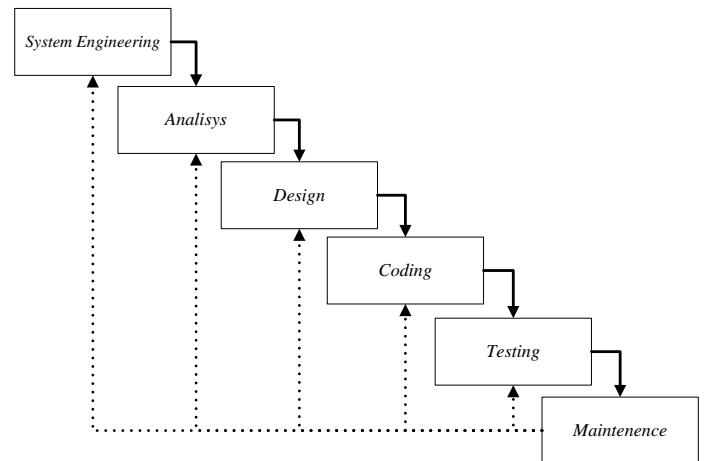 System Engineering
Analisys
Design
Coding
Testing
Maintenence